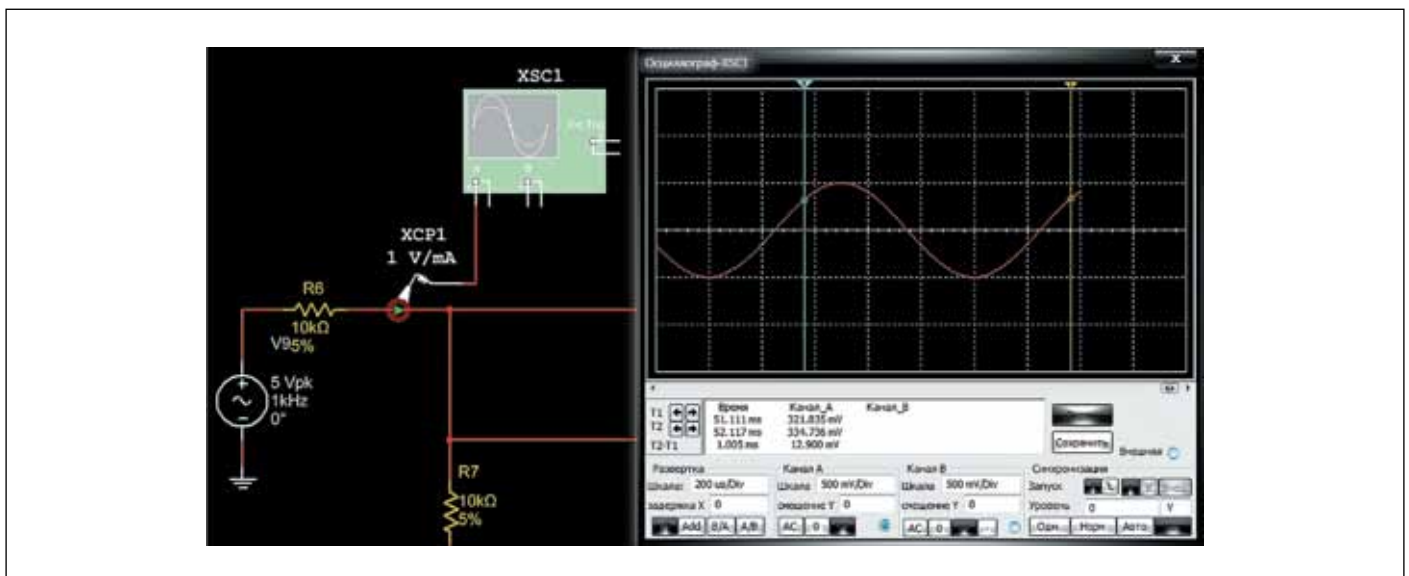 Осциллограф-XSC1
X
XSC1
Ext Trig
A B
XCP1
1 V/mA
R6
10kΩ
V9 5%
5 Vpk
1kHz
0°
R7
10kΩ
5%
Время Канал_A Канал_B
T1 51.111 ms 321.835 mV
T2 52.117 ms 334.736 mV
T2-T1 1.005 ms 12.900 mV
Сохранить
Внешняя
Развертка Канал A Канал B Синхронизация
Шкала: 200 us/Div Шкала 500 mV/Div Шкала 500 mV/Div Запуск
задержка X 0 смещение Y 0 смещение Y 0 Уровень 0 V
Add B/A A/B AC 0 AC 0 - Одн. Норм Авто